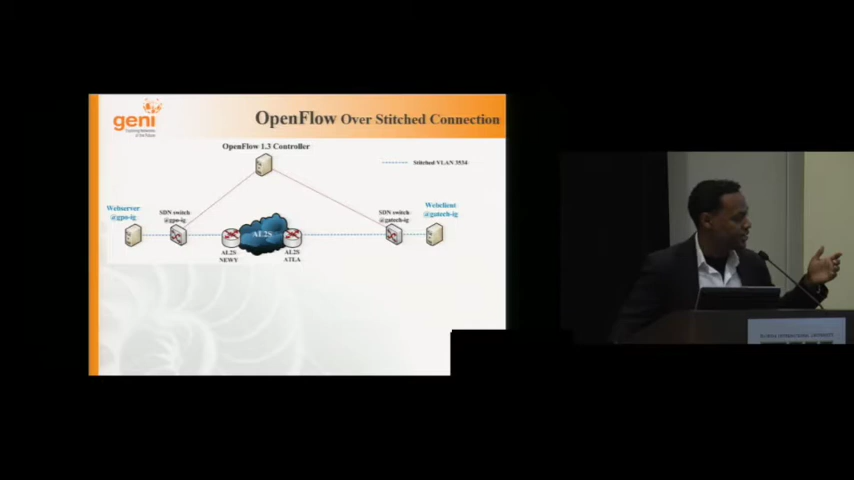 geni
OpenFlow Over Stitched Connection
OpenFlow 1.3 Controller
Stitched VLAN 3534
Webserver
@gpo-ig
SDN switch
@gpo-ig
AL2S
AL2S
NEWY
AL2S
ATLA
SDN switch
@gatech-ig
Webclient
@gatech-ig